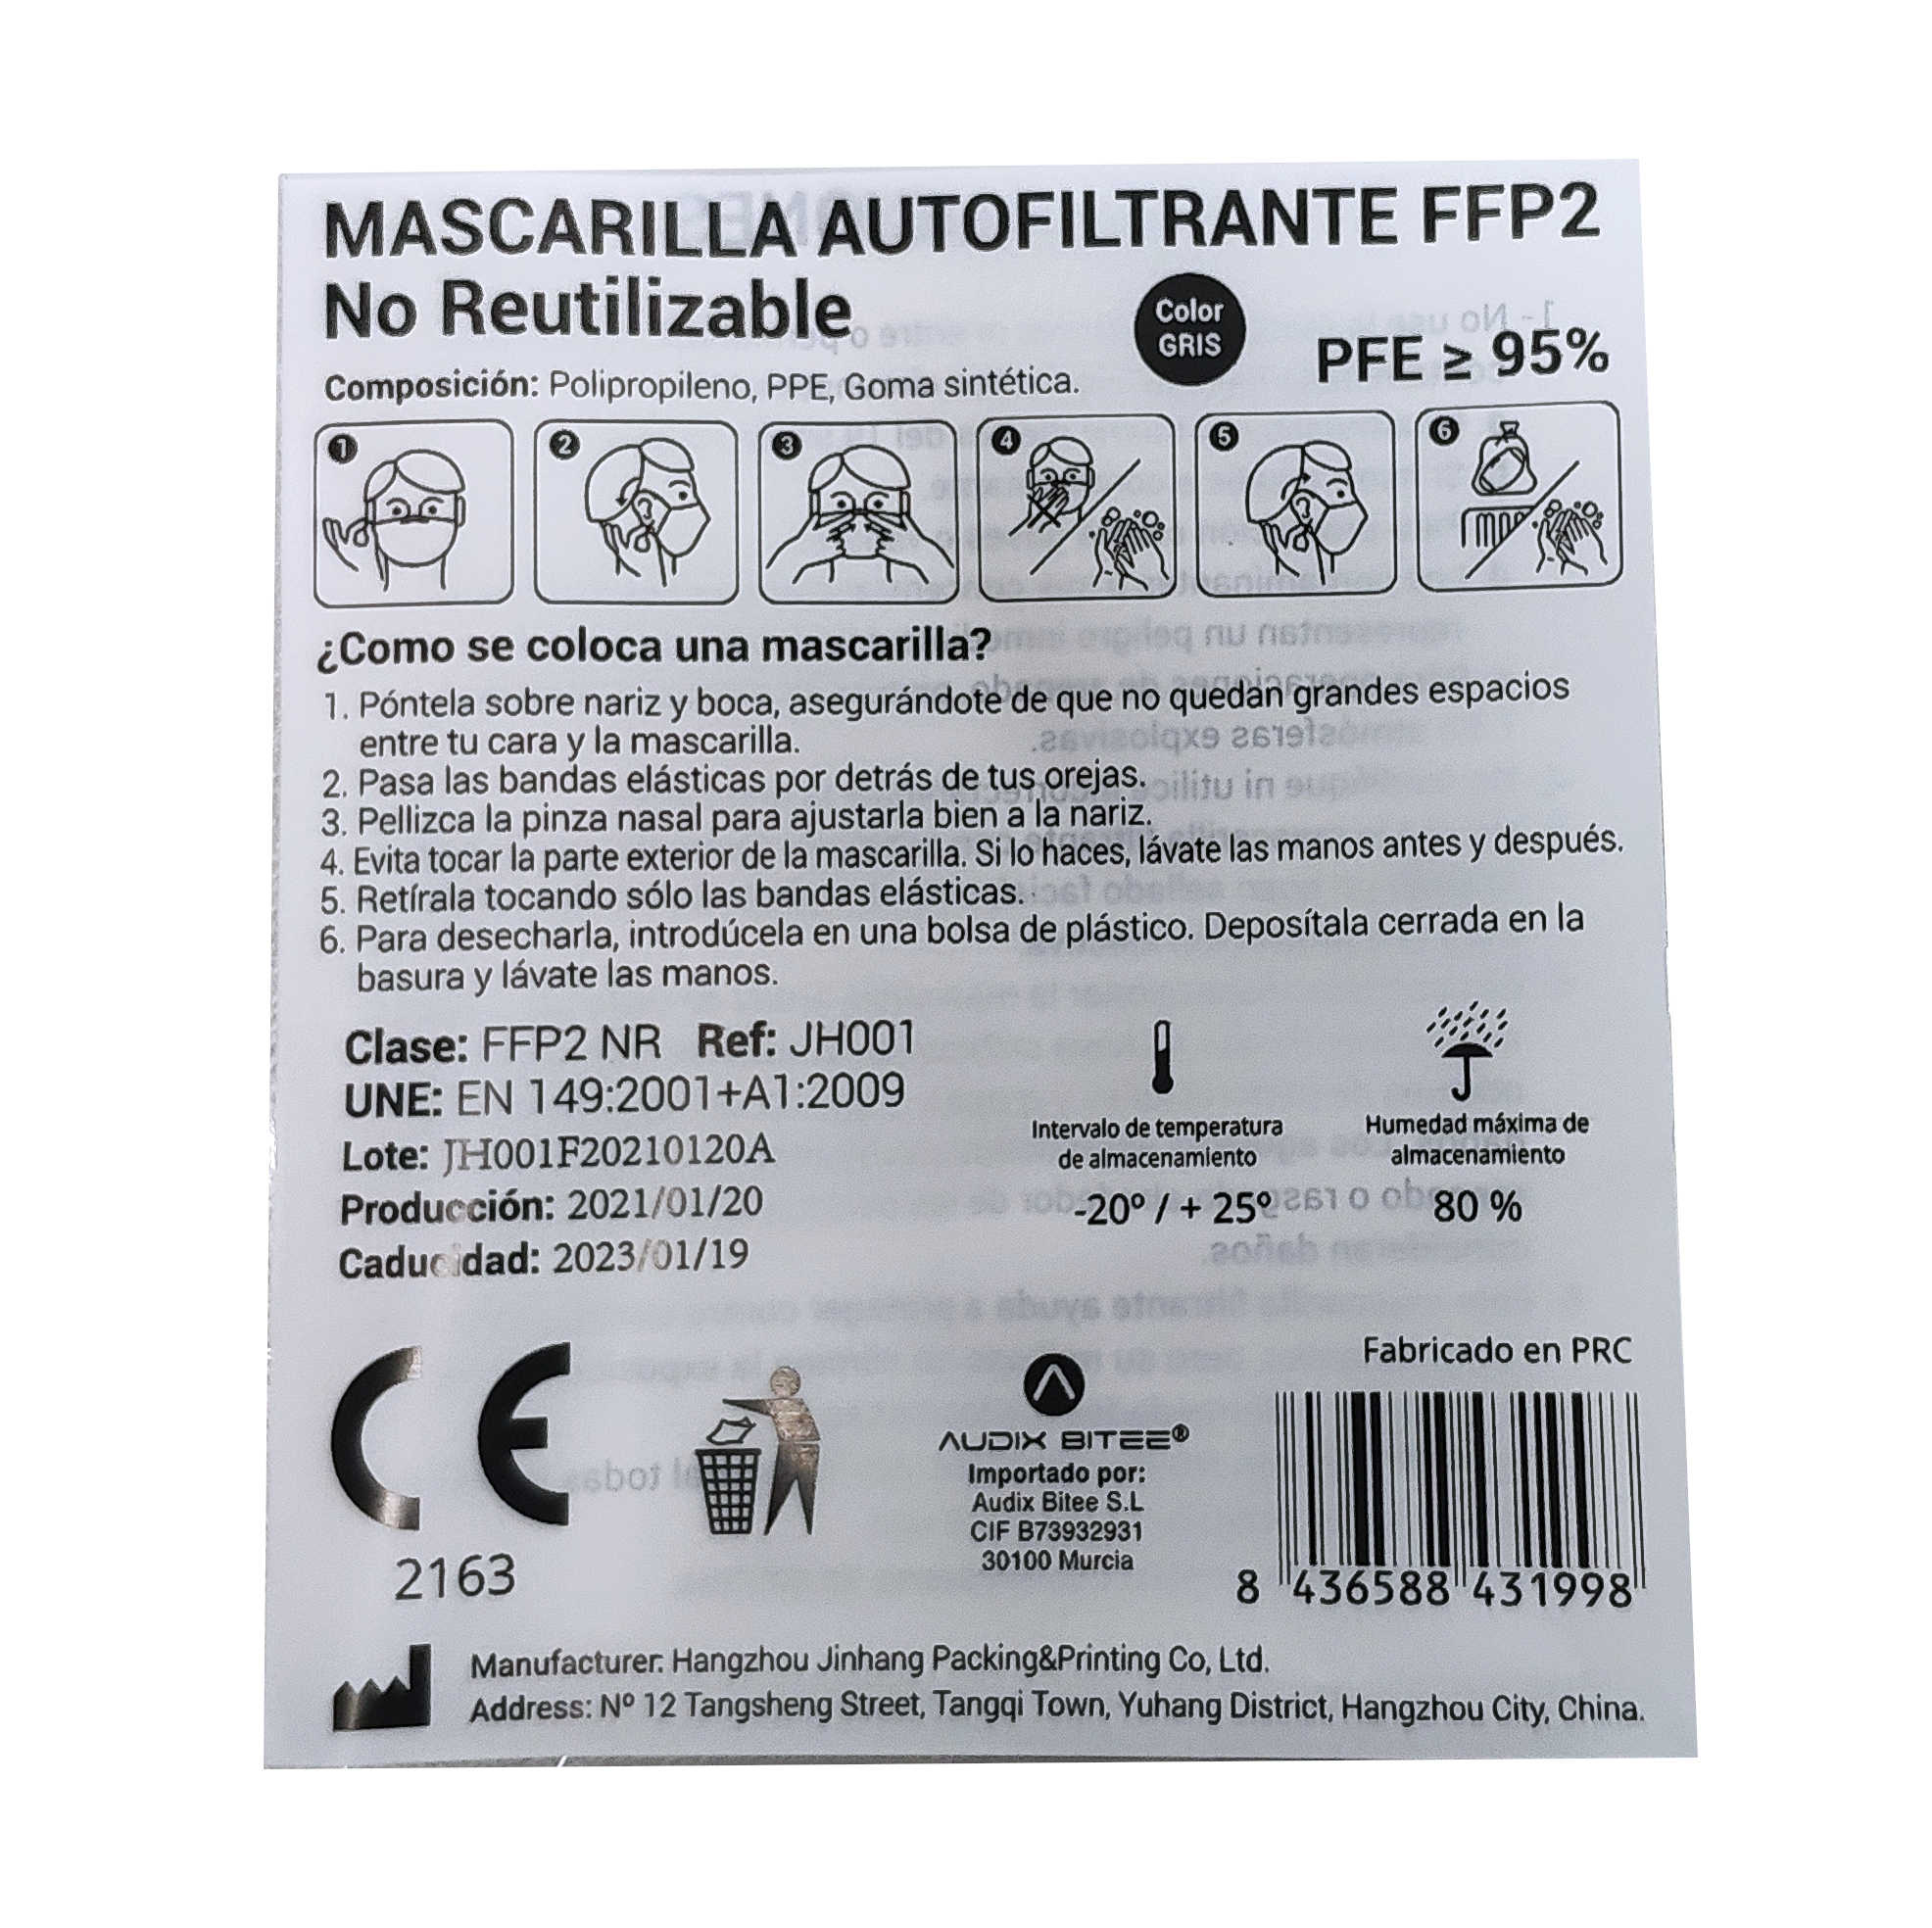 MASCARILLA AUTOFILTRANTE FFP2
No Reutilizable
Color
GRIS
PFE ≥ 95%
Composición: Polipropileno, PPE, Goma sintética.
1 2 3 4 5 6
¿Como se coloca una mascarilla?
1. Póntela sobre nariz y boca, asegurándote de que no quedan grandes espacios
entre tu cara y la mascarilla.
2. Pasa las bandas elásticas por detrás de tus orejas.
3. Pellizca la pinza nasal para ajustarla bien a la nariz.
4. Evita tocar la parte exterior de la mascarilla. Si lo haces, lávate las manos antes y después.
5. Retírala tocando sólo las bandas elásticas.
6. Para desecharla, introdúcela en una bolsa de plástico. Deposítala cerrada en la
basura y lávate las manos.
Clase: FFP2 NR Ref: JH001
UNE: EN 149:2001+A1:2009
Lote: JH001F20210120A
Producción: 2021/01/20
Caducidad: 2023/01/19
Intervalo de temperatura
de almacenamiento
-20º / + 25º
Humedad máxima de
almacenamiento
80 %
CE
2163
AUDIX BITEE®
Importado por:
Audix Bitee S.L
CIF B73932931
30100 Murcia
Fabricado en PRC
8 436588 431998
Manufacturer: Hangzhou Jinhang Packing&Printing Co, Ltd.
Address: Nº 12 Tangsheng Street, Tangqi Town, Yuhang District, Hangzhou City, China.